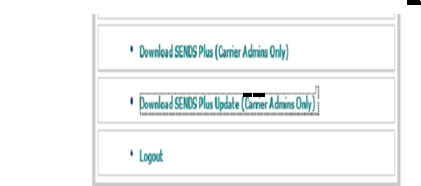 Download SENDS Plus (Carrier Admins Only)
Download SENDS Plus Update (Carrier Admins Only)
Logout